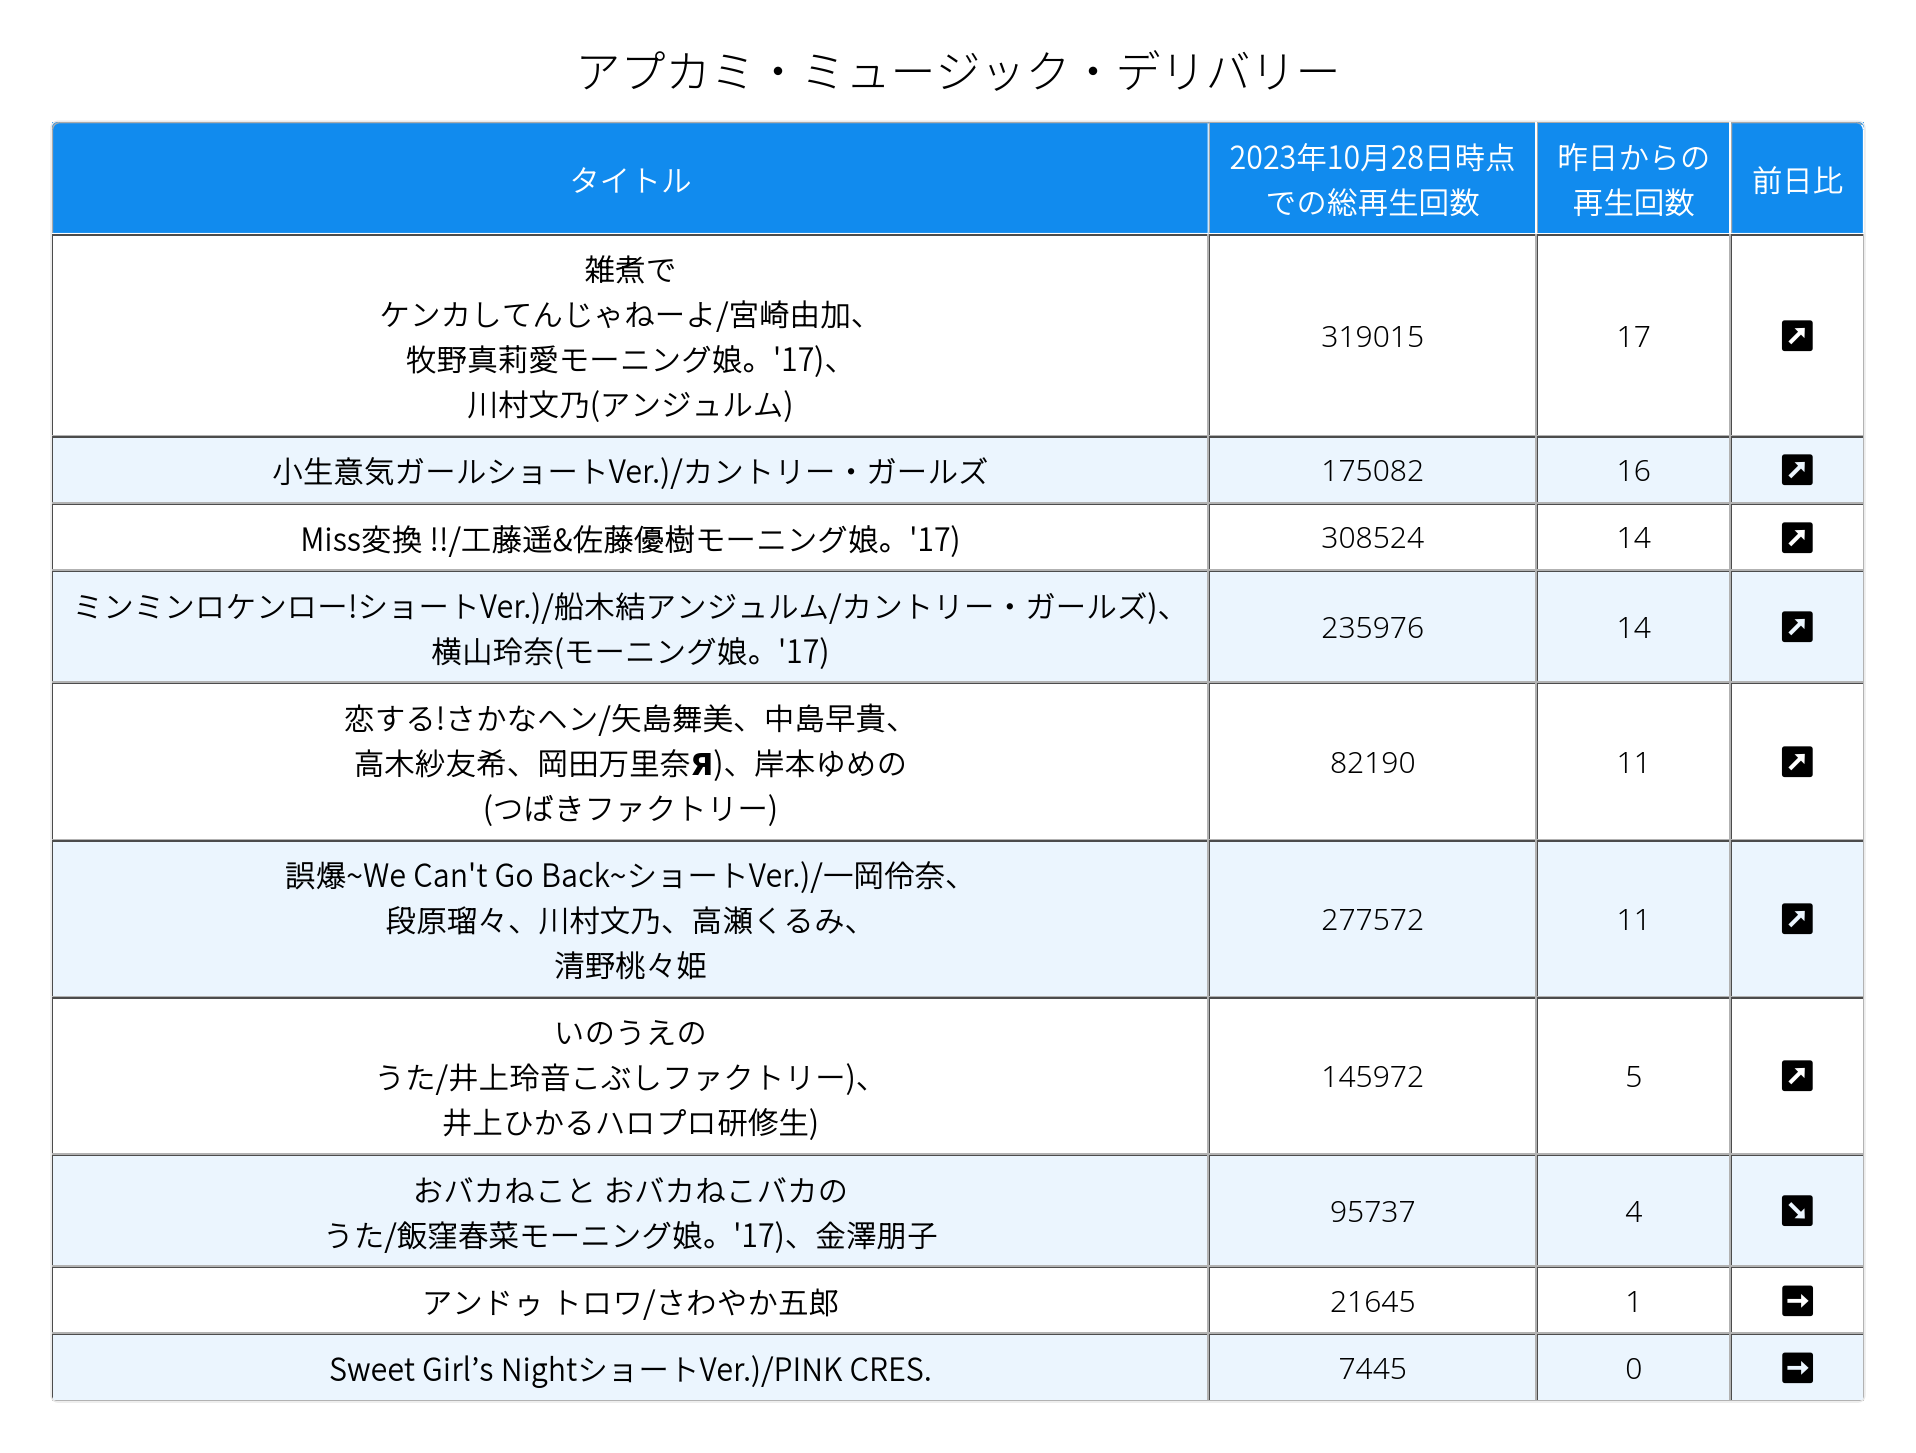 アプカミ・ミュージック・デリバリー
タイトル
2023年10月28日時点
での総再生回数
昨日からの
再生回数
前日比
雑煮で
ケンカしてんじゃねーよ/宮崎由加、
牧野真莉愛モーニング娘。'17)、
川村文乃(アンジュルム)
319015
17
小生意気ガールショートVer.)/カントリー・ガールズ
175082
16
Miss変換 !!/工藤遥&佐藤優樹モーニング娘。'17)
308524
14
ミンミンロケンロー!ショートVer.)/船木結アンジュルム/カントリー・ガールズ)、
横山玲奈(モーニング娘。'17)
235976
14
恋する!さかなヘン/矢島舞美、中島早貴、
高木紗友希、岡田万里奈Я)、岸本ゆめの
(つばきファクトリー)
82190
11
誤爆~We Can't Go Back~ショートVer.)/一岡伶奈、
段原瑠々、川村文乃、高瀬くるみ、
清野桃々姫
277572
11
いのうえの
うた/井上玲音こぶしファクトリー)、
井上ひかるハロプロ研修生)
145972
5
おバカねこと おバカねこバカの
うた/飯窪春菜モーニング娘。'17)、金澤朋子
95737
4
アンドゥ トロワ/さわやか五郎
21645
1
Sweet Girl’s NightショートVer.)/PINK CRES.
7445
0